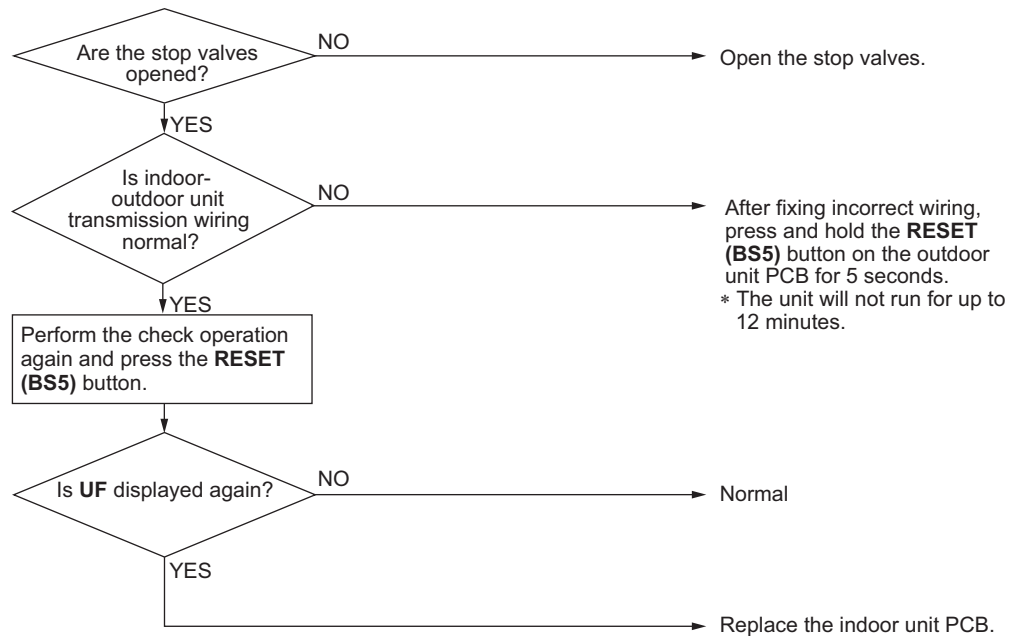 Are the stop valves
opened?
NO
Open the stop valves.
YES
Is indoor-
outdoor unit
transmission wiring
normal?
NO
After fixing incorrect wiring,
press and hold the RESET
(BS5) button on the outdoor
unit PCB for 5 seconds.
* The unit will not run for up to
12 minutes.
YES
Perform the check operation
again and press the RESET
(BS5) button.
Is UF displayed again?
NO
Normal
YES
Replace the indoor unit PCB.